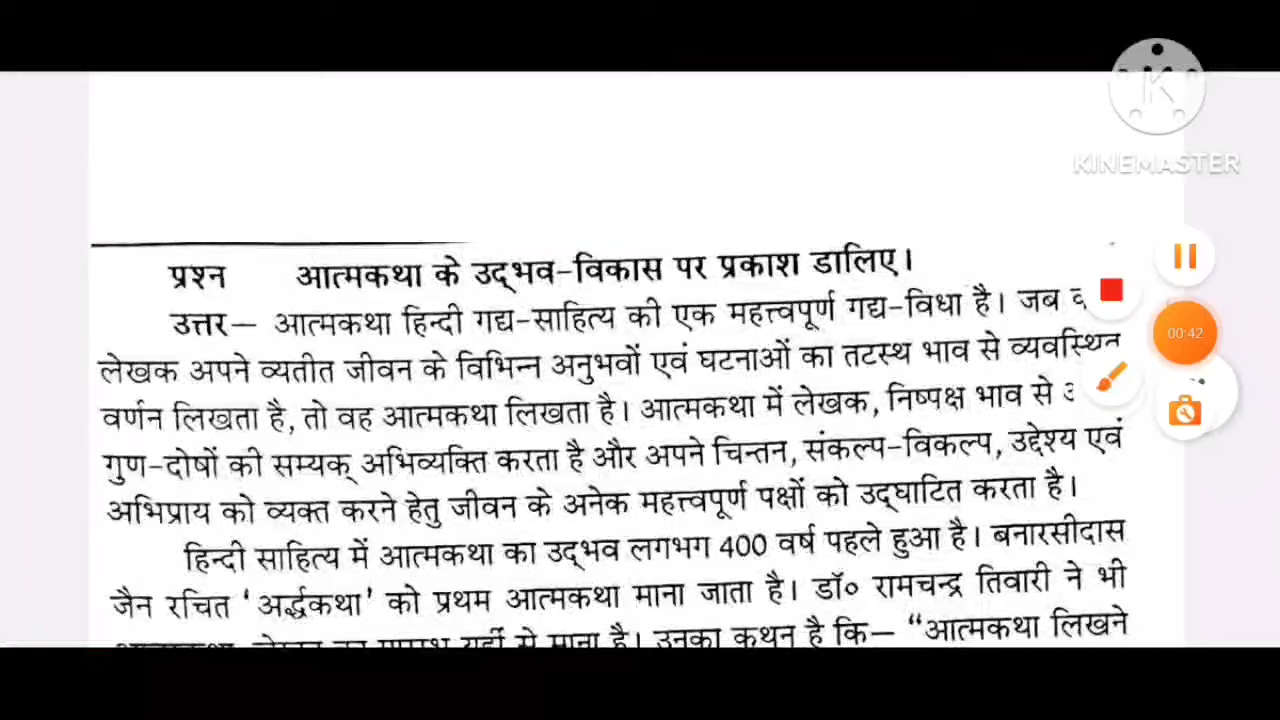 KINEMASTER
प्रश्न आत्मकथा के उद्भव-विकास पर प्रकाश डालिए।
उत्तर— आत्मकथा हिन्दी गद्य-साहित्य की एक महत्त्वपूर्ण गद्य-विधा है। जब
लेखक अपने व्यतीत जीवन के विभिन्न अनुभवों एवं घटनाओं का तटस्थ भाव से व्यवस्थित
00:42
वर्णन लिखता है, तो वह आत्मकथा लिखता है। आत्मकथा में लेखक, निष्पक्ष भाव से
गुण-दोषों की सम्यक् अभिव्यक्ति करता है और अपने चिन्तन, संकल्प-विकल्प, उद्देश्य एवं
अभिप्राय को व्यक्त करने हेतु जीवन के अनेक महत्त्वपूर्ण पक्षों को उद्घाटित करता है।
हिन्दी साहित्य में आत्मकथा का उद्भव लगभग 400 वर्ष पहले हुआ है। बनारसीदास
जैन रचित ‘अर्द्धकथा’ को प्रथम आत्मकथा माना जाता है। डॉ० रामचन्द्र तिवारी ने भी
से माना है। उनका कथन है कि— “आत्मकथा लिखने